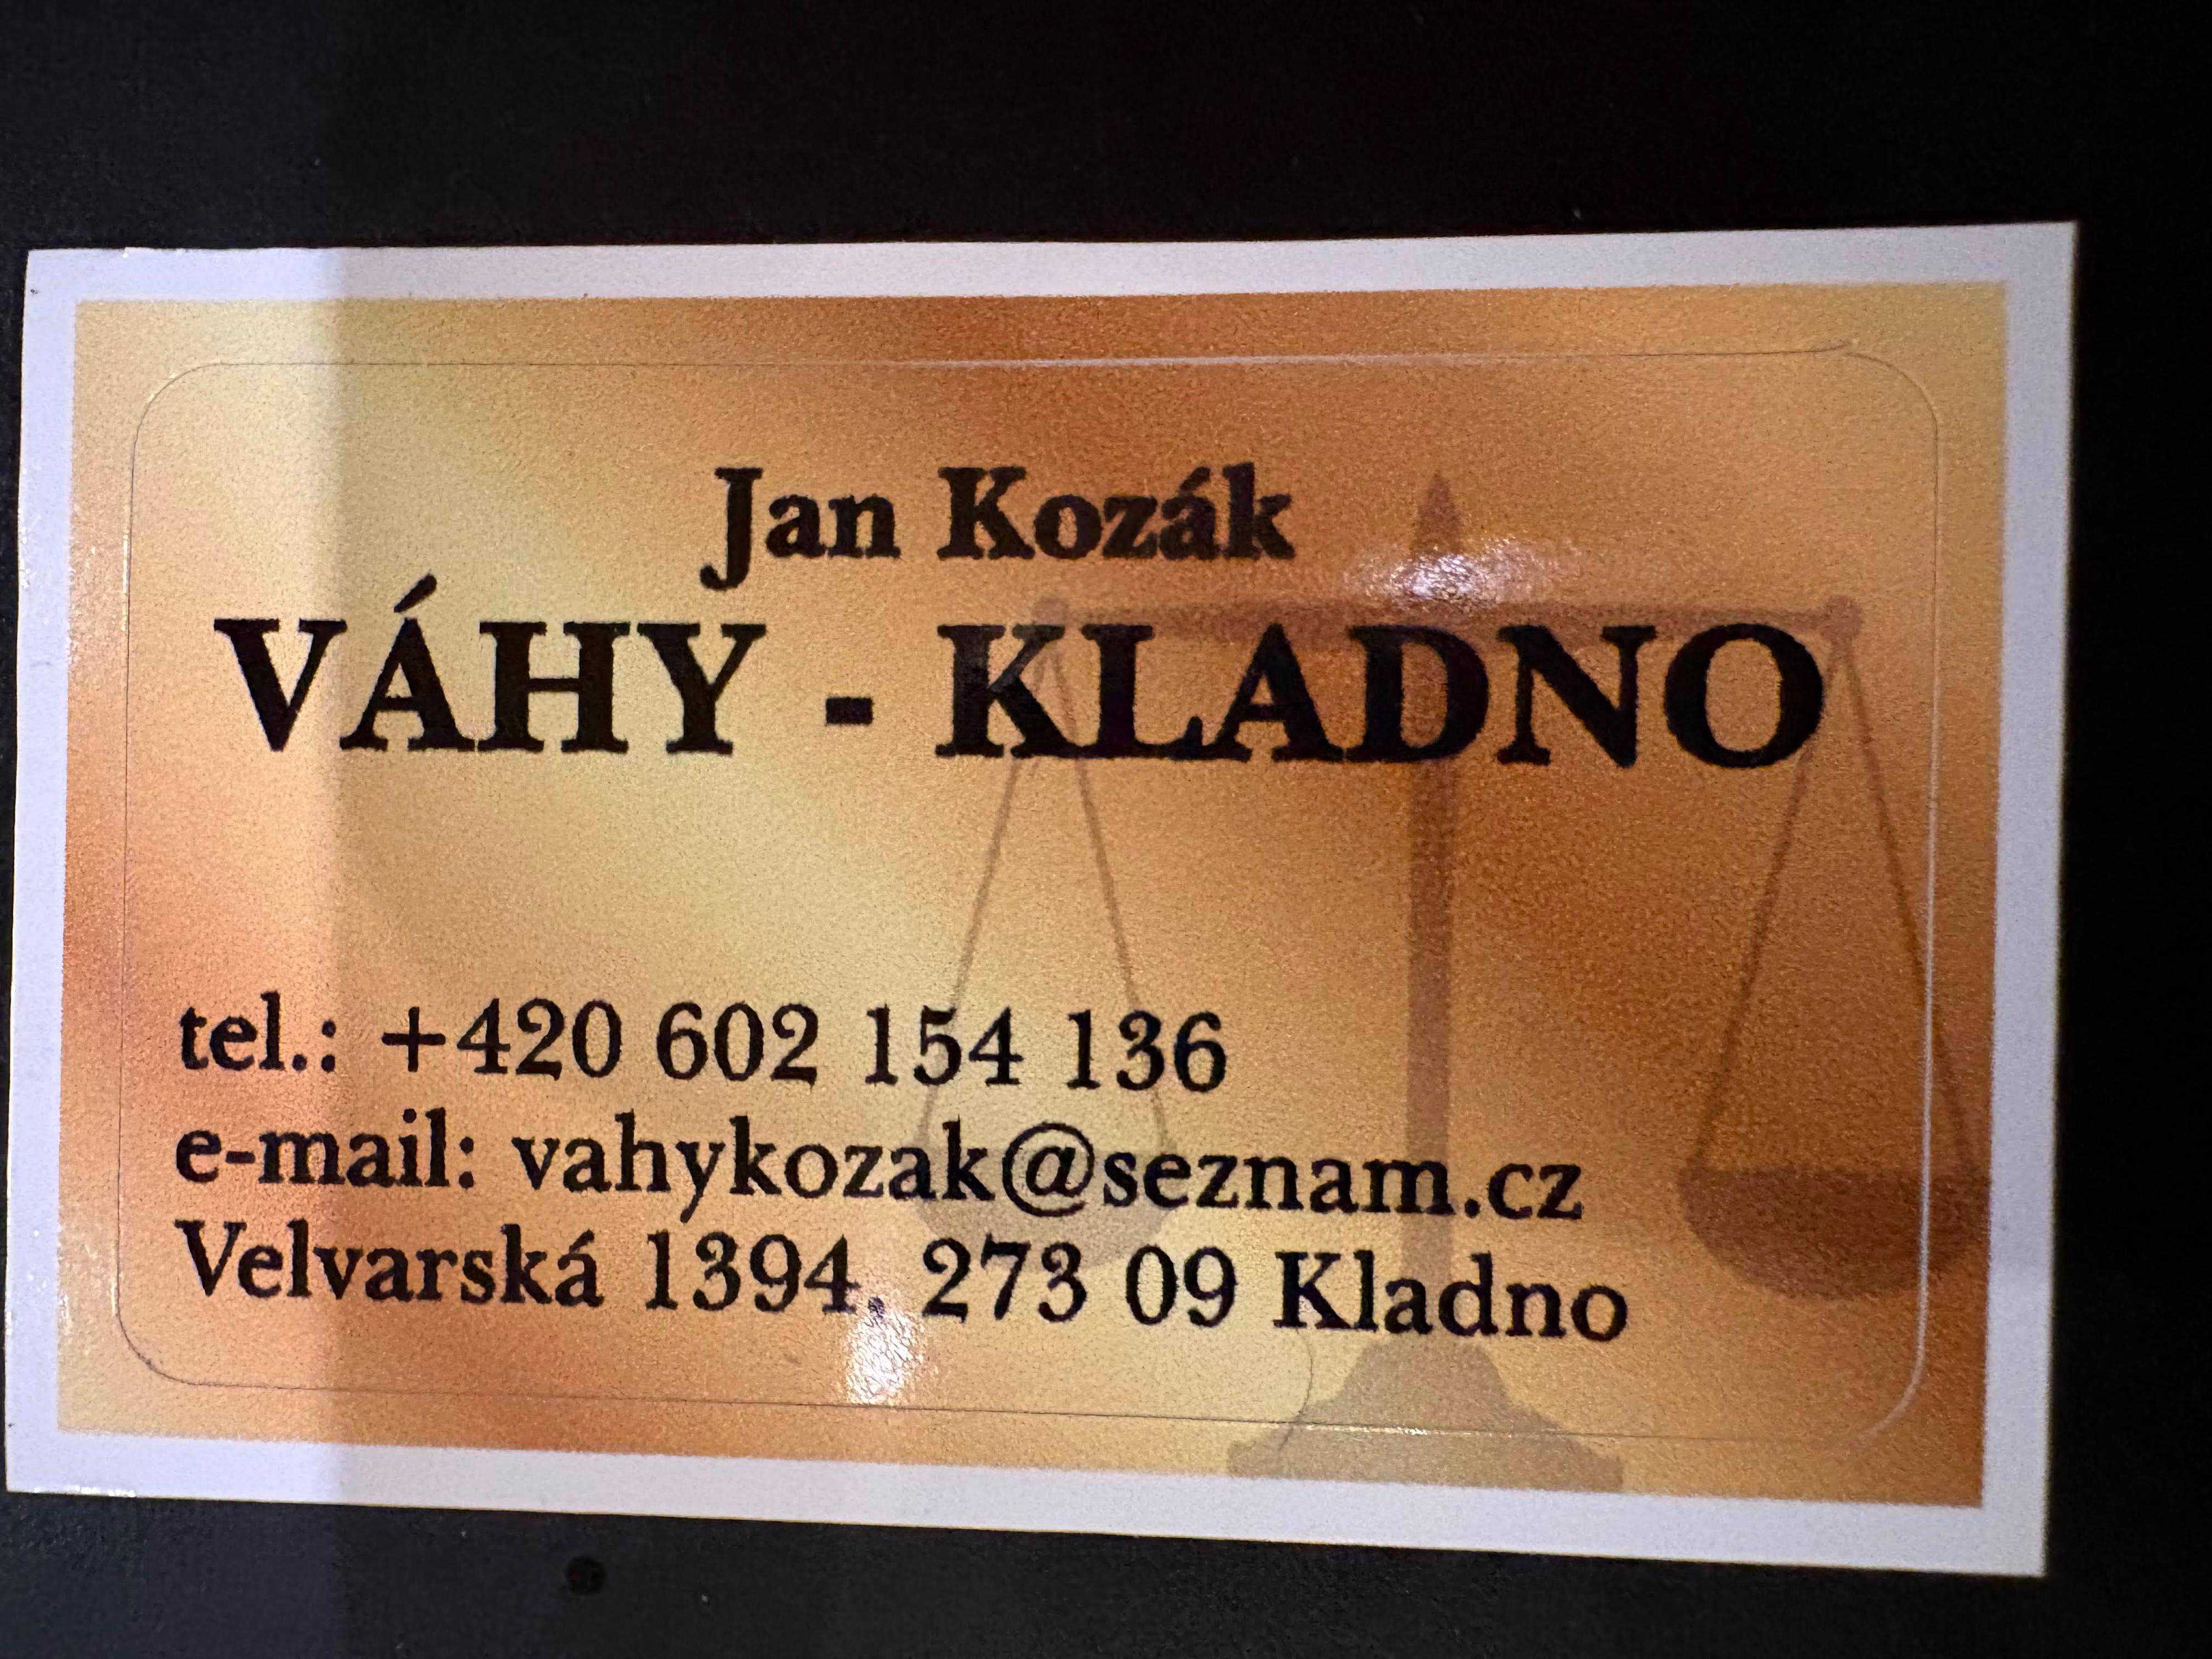 Jan Kozák
VÁHY - KLADNO
tel.: +420 602 154 136
e-mail: vahykozak@seznam.cz
Velvarská 1394, 273 09 Kladno